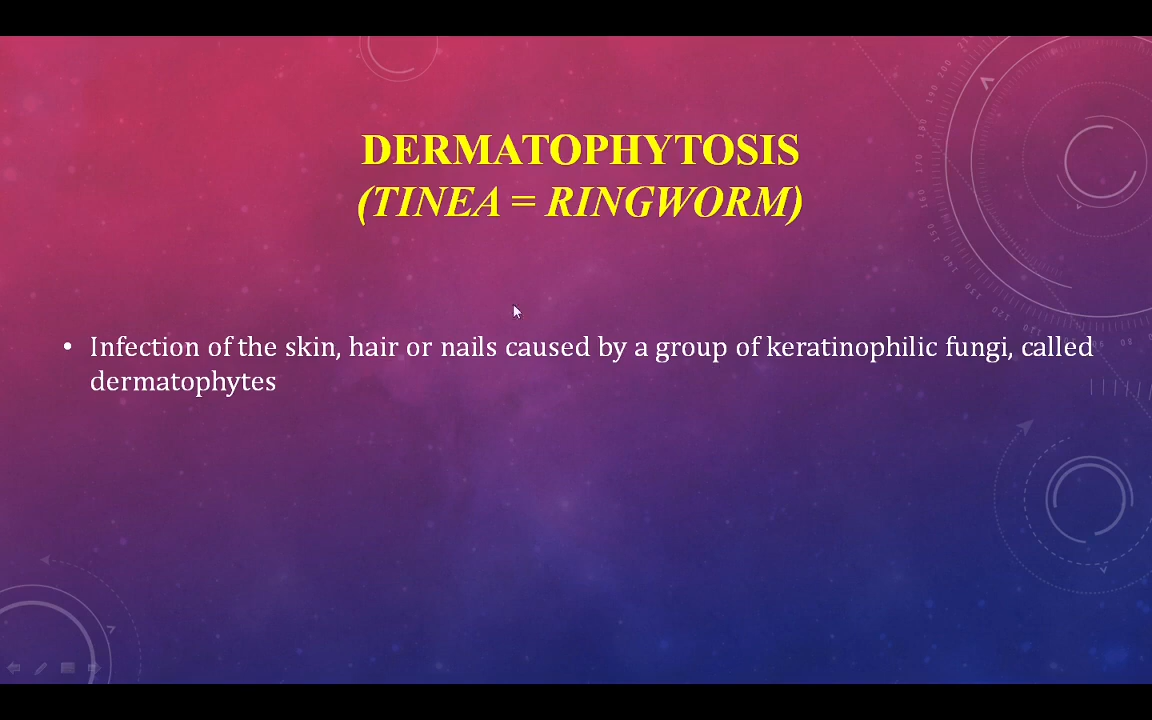 DERMATOPHYTOSIS
(TINEA = RINGWORM)
• Infection of the skin, hair or nails caused by a group of keratinophilic fungi, called
dermatophytes